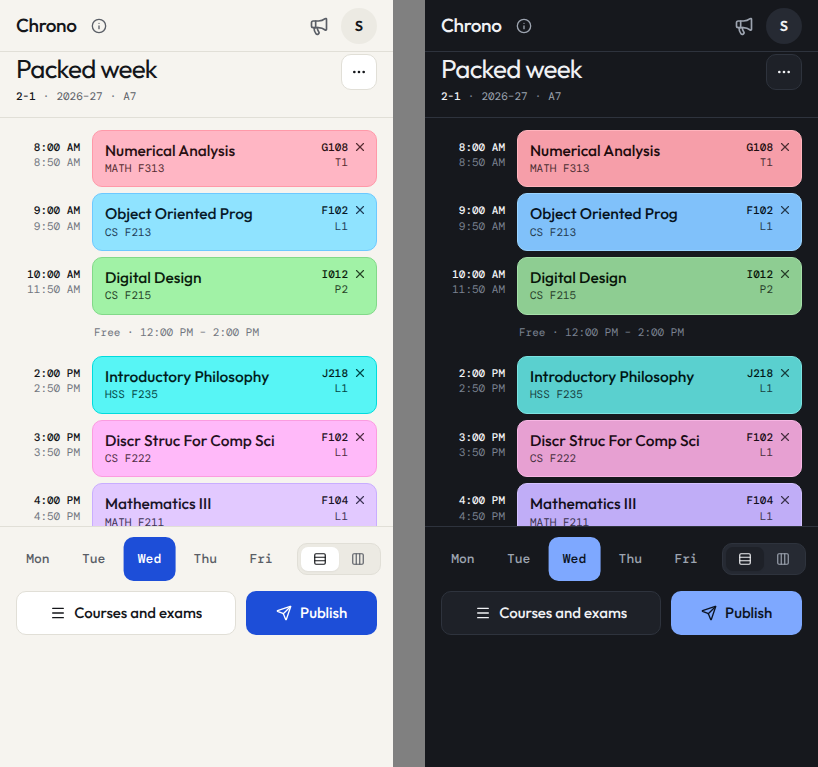 Chrono S
Packed week ...
2-1 · 2026-27 · A7
8:00 AM Numerical Analysis G108 ×
8:50 AM MATH F313 T1
9:00 AM Object Oriented Prog F102 ×
9:50 AM CS F213 L1
10:00 AM Digital Design I012 ×
11:50 AM CS F215 P2
Free · 12:00 PM - 2:00 PM
2:00 PM Introductory Philosophy J218 ×
2:50 PM HSS F235 L1
3:00 PM Discr Struc For Comp Sci F102 ×
3:50 PM CS F222 L1
4:00 PM Mathematics III F104 ×
4:50 PM MATH F211 L1
Mon Tue Wed Thu Fri
Courses and exams Publish
Chrono S
Packed week ...
2-1 · 2026-27 · A7
8:00 AM Numerical Analysis G108 ×
8:50 AM MATH F313 T1
9:00 AM Object Oriented Prog F102 ×
9:50 AM CS F213 L1
10:00 AM Digital Design I012 ×
11:50 AM CS F215 P2
Free · 12:00 PM - 2:00 PM
2:00 PM Introductory Philosophy J218 ×
2:50 PM HSS F235 L1
3:00 PM Discr Struc For Comp Sci F102 ×
3:50 PM CS F222 L1
4:00 PM Mathematics III F104 ×
4:50 PM MATH F211 L1
Mon Tue Wed Thu Fri
Courses and exams Publish